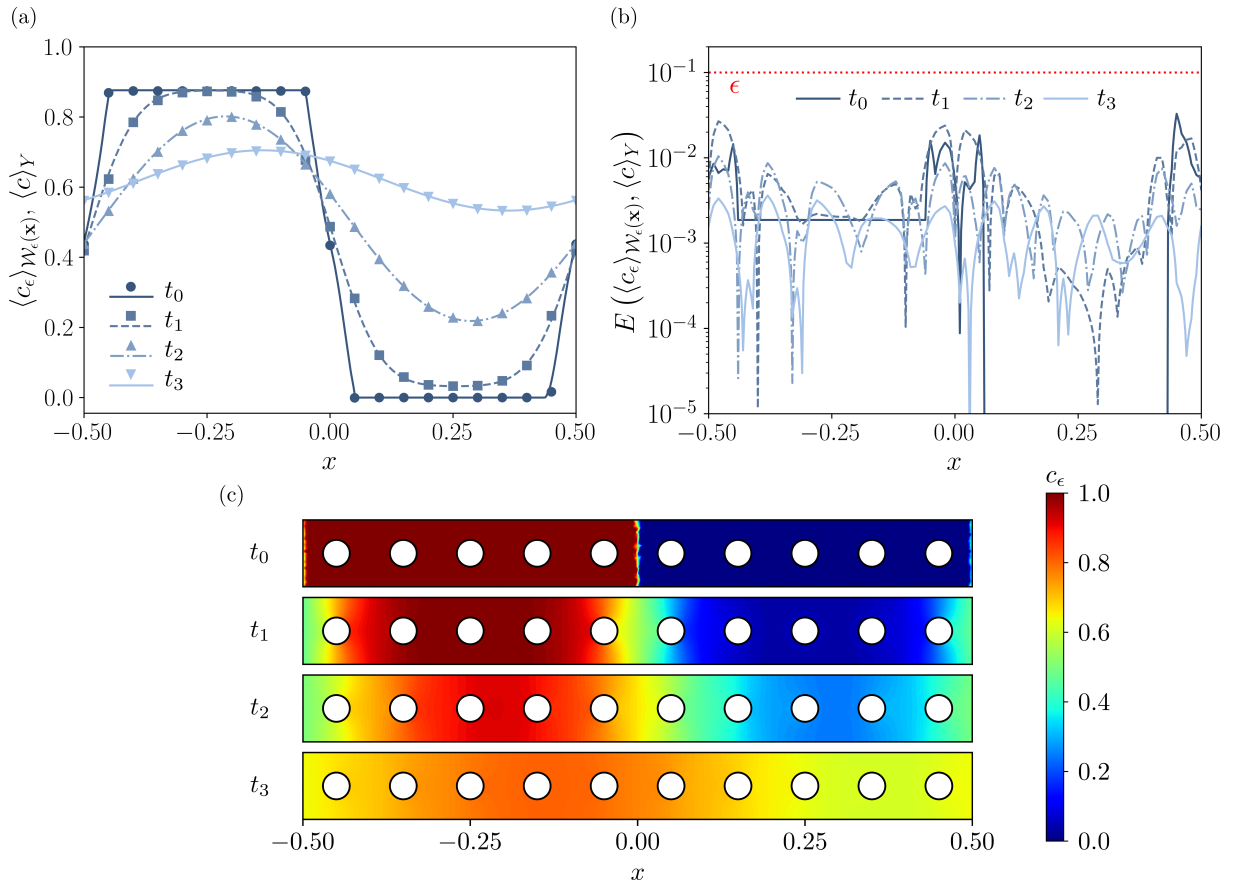 (a)
⟨c_ϵ⟩_{𝒲_ϵ(𝐱)}, ⟨c⟩_Y
1.0
0.8
0.6
0.4
0.2
0.0
t_0
t_1
t_2
t_3
−0.50 −0.25 0.00 0.25 0.50
x
(b)
E (⟨c_ϵ⟩_{𝒲_ϵ(𝐱)}, ⟨c⟩_Y)
10^{−1}
10^{−2}
10^{−3}
10^{−4}
10^{−5}
ϵ
t_0 t_1 t_2 t_3
−0.50 −0.25 0.00 0.25 0.50
x
(c)
t_0
t_1
t_2
t_3
−0.50 −0.25 0.00 0.25 0.50
x
c_ϵ
1.0
0.8
0.6
0.4
0.2
0.0